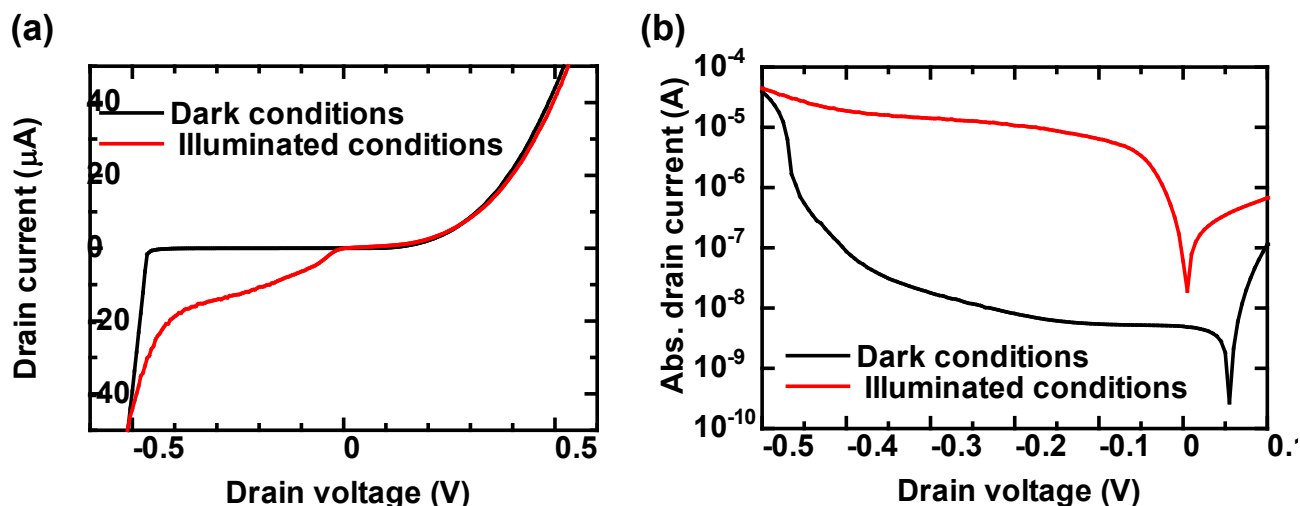 (a)
(b)
Drain current (μA)
40
20
0
-20
-40
Dark conditions
Illuminated conditions
-0.5
0
0.5
Drain voltage (V)
Abs. drain current (A)
10-4
10-5
10-6
10-7
10-8
10-9
10-10
Dark conditions
Illuminated conditions
-0.5
-0.4
-0.3
-0.2
-0.1
0
0.1
Drain voltage (V)